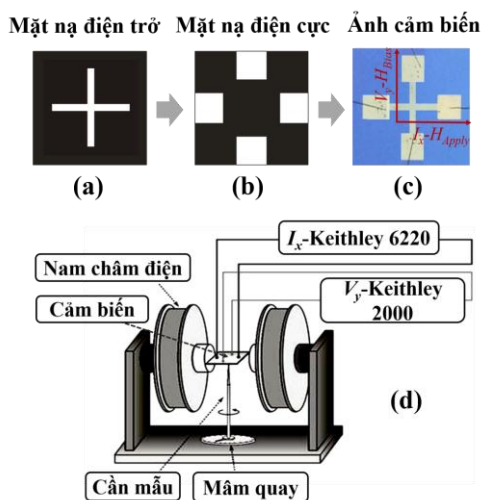 Mặt nạ điện trở
Mặt nạ điện cực
Ảnh cảm biến
V_y-H_Bias
I_x-H_Apply
(a)
(b)
(c)
I_x-Keithley 6220
Nam châm điện
V_y-Keithley
2000
Cảm biến
(d)
Cần mẫu
Mâm quay